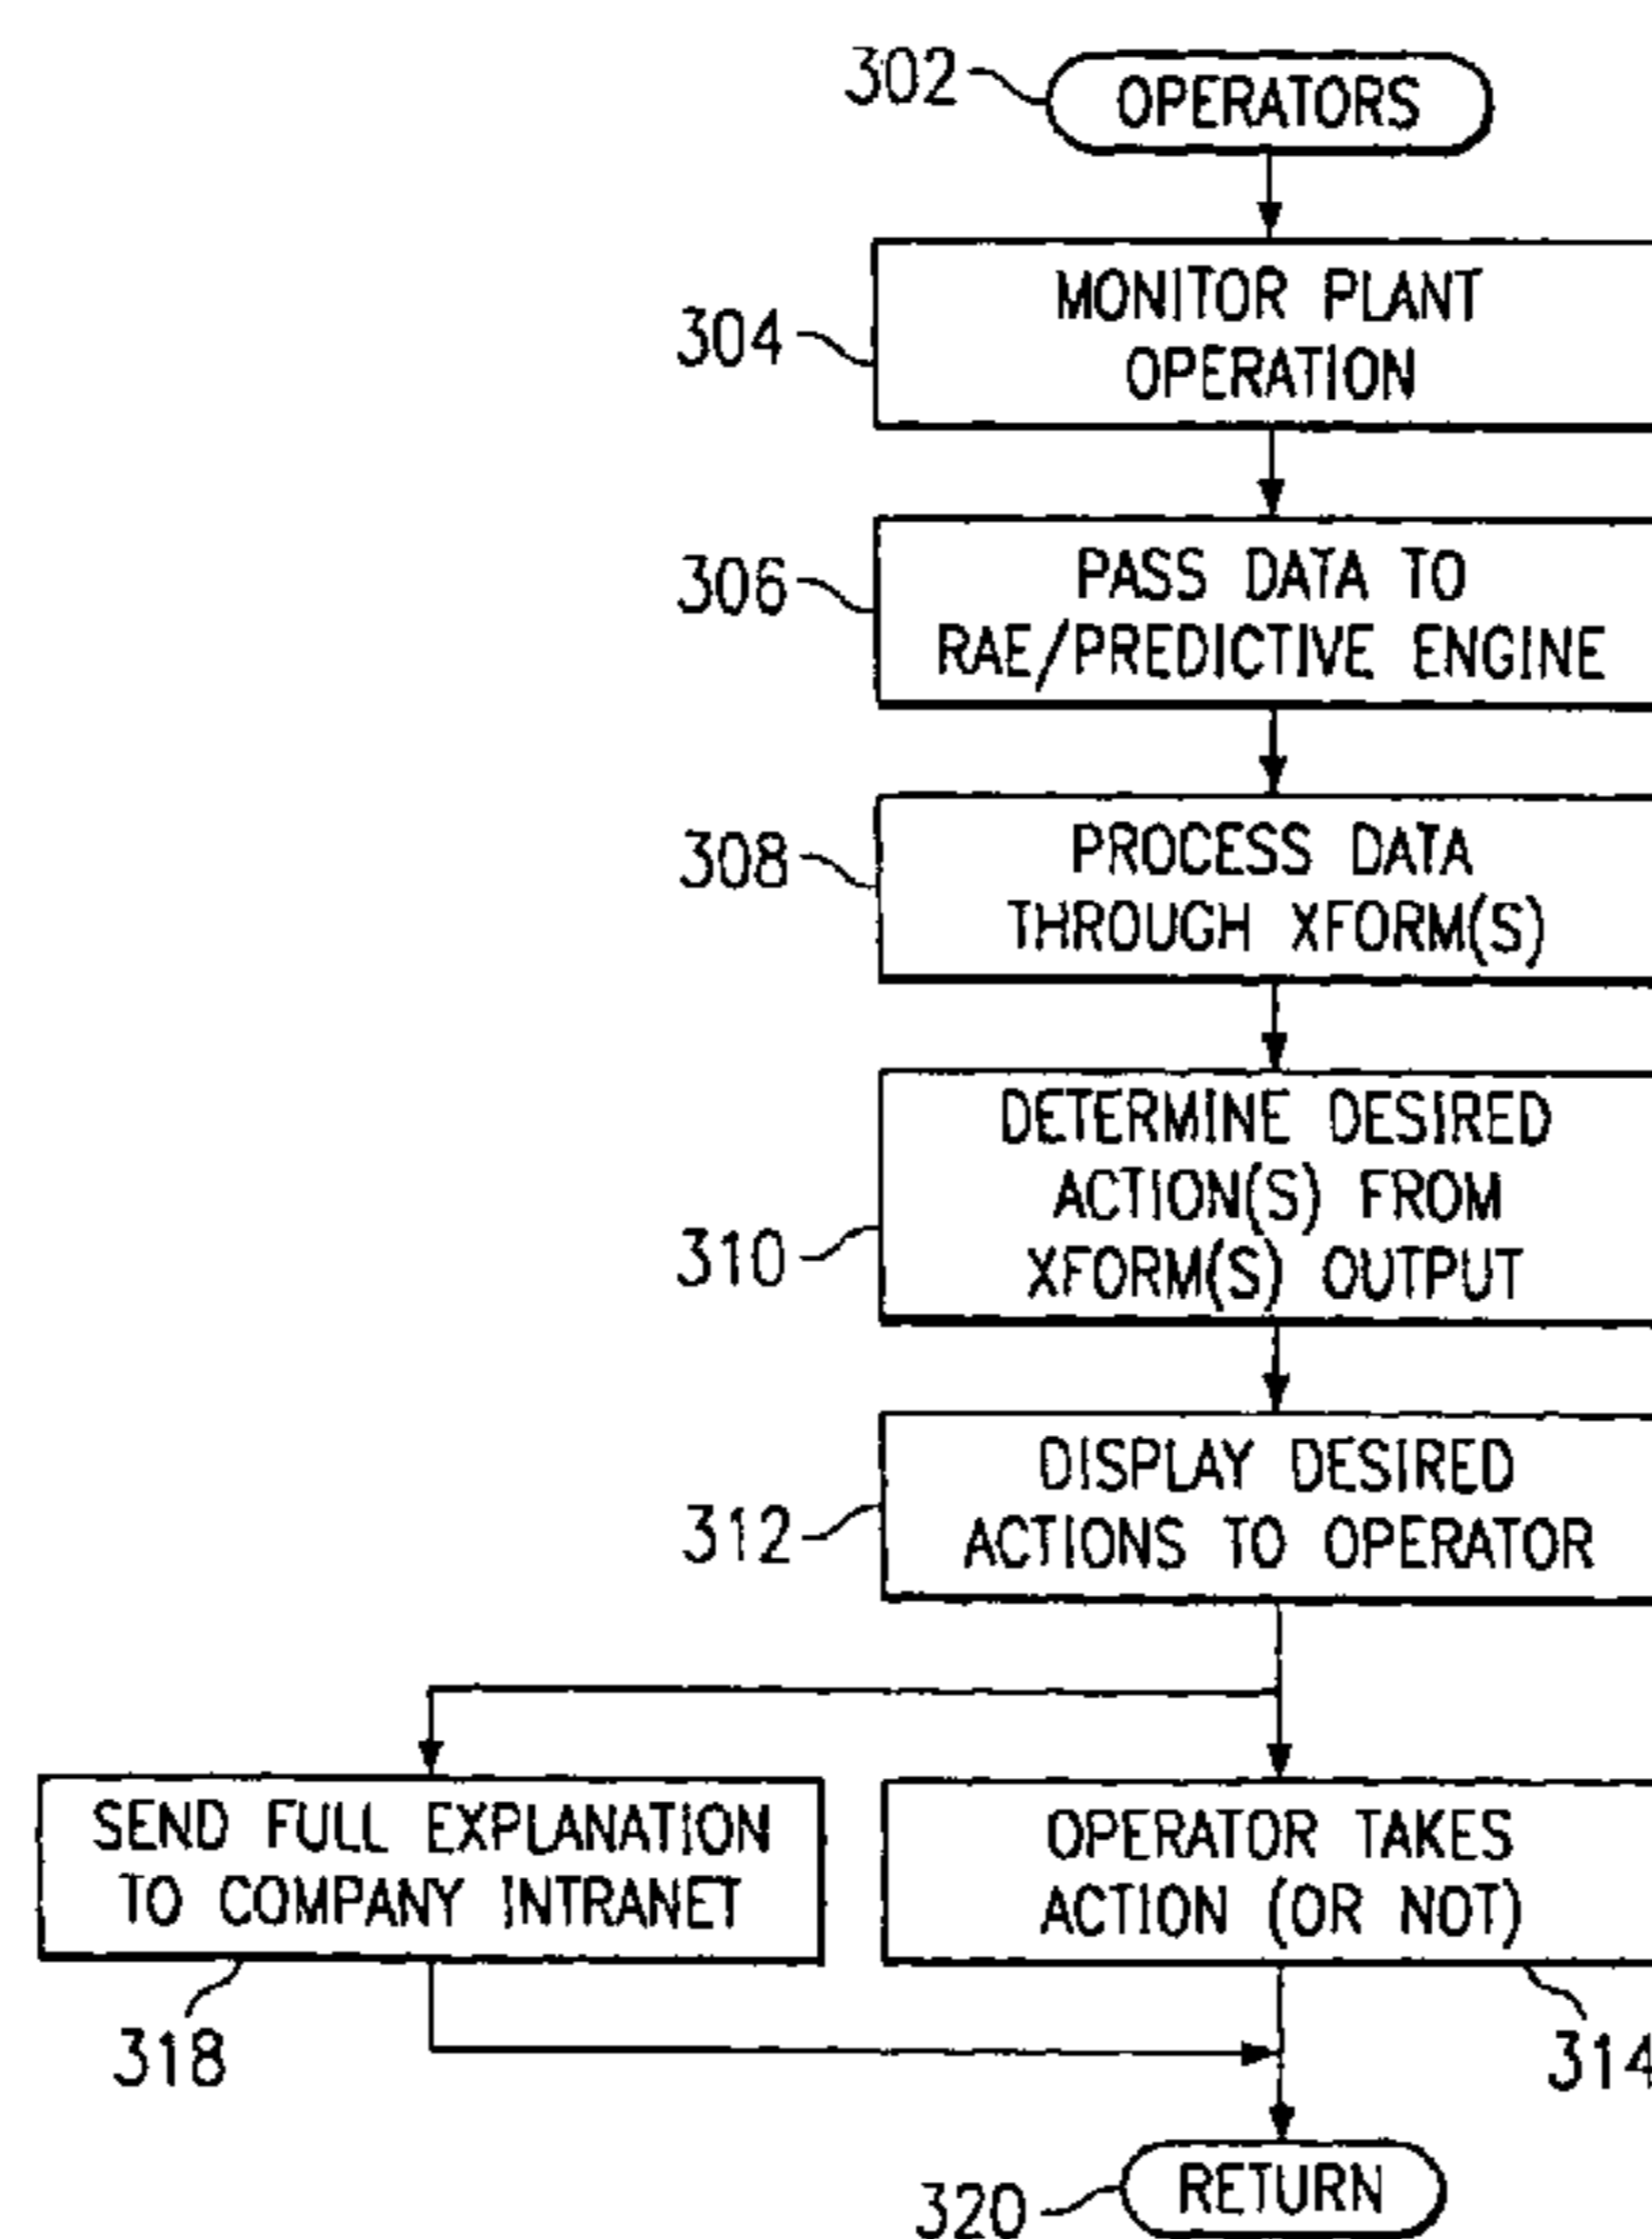 302
OPERATORS
304
MONITOR PLANT
OPERATION
306
PASS DATA TO
RAE/PREDICTIVE ENGINE
308
PROCESS DATA
THROUGH XFORM(S)
310
DETERMINE DESIRED
ACTION(S) FROM
XFORM(S) OUTPUT
312
DISPLAY DESIRED
ACTIONS TO OPERATOR
SEND FULL EXPLANATION
TO COMPANY INTRANET
318
OPERATOR TAKES
ACTION (OR NOT)
314
320
RETURN